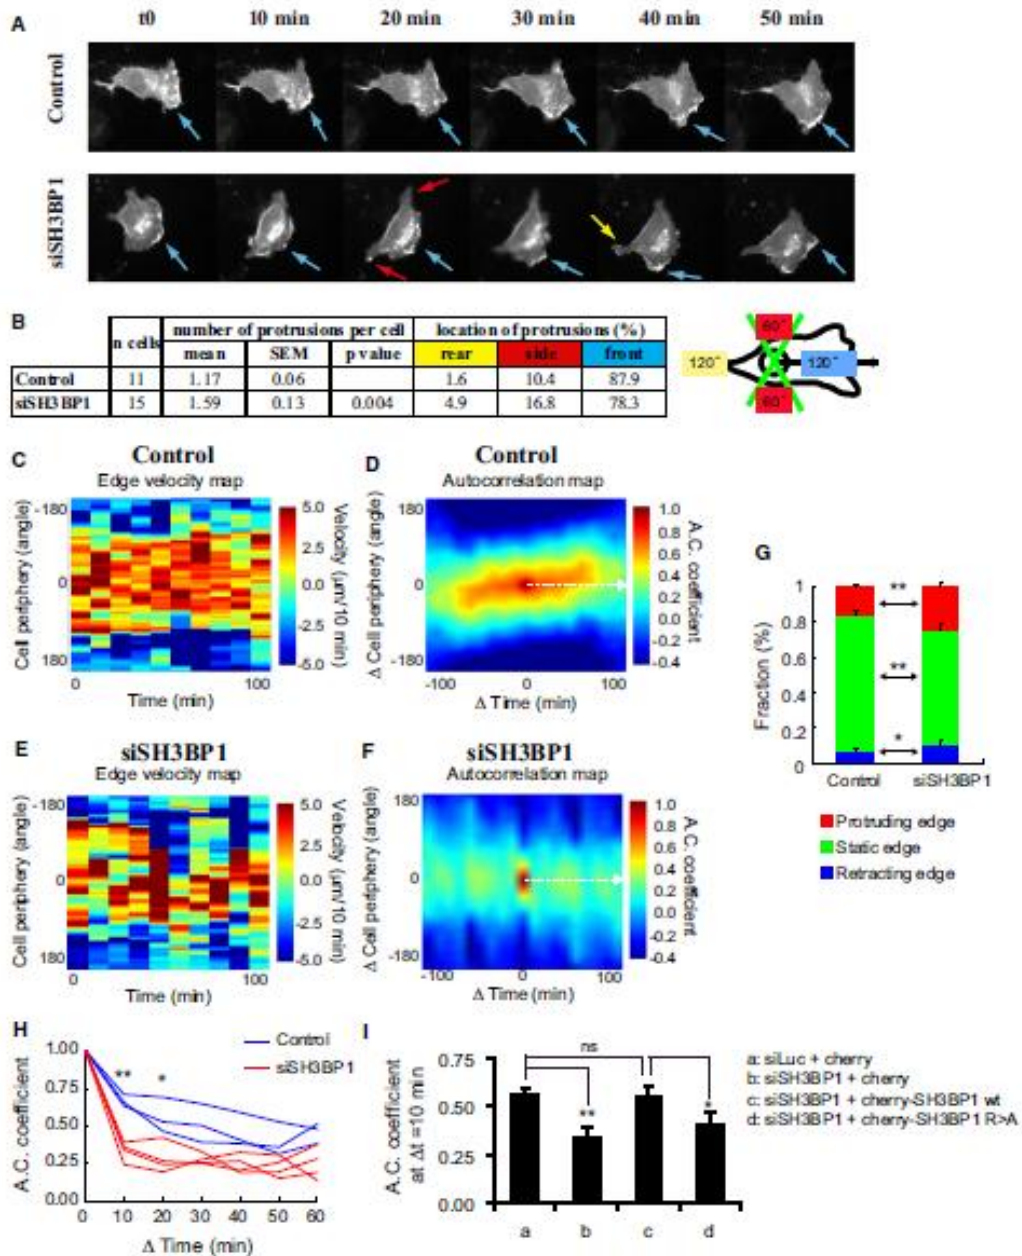 A
t0 10 min 20 min 30 min 40 min 50 min
Control
siSH3BP1
B
n cells number of protrusions per cell location of protrusions (%)
mean SEM p value rear side front
Control 11 1.17 0.06 1.6 10.4 87.9
siSH3BP1 15 1.59 0.13 0.004 4.9 16.8 78.3
60°
120° 120°
60°
C Control
Edge velocity map
Cell periphery (angle)
-180
0
180
0 100
Time (min)
5.0
2.5
0.0
-2.5
-5.0
Velocity (µm/10 min)
D Control
Autocorrelation map
Δ Cell periphery (angle)
180
0
-180
-100 0 100
Δ Time (min)
1.0
0.8
0.6
0.4
0.2
0.0
-0.2
-0.4
A.C. coefficient
E siSH3BP1
Edge velocity map
Cell periphery (angle)
-180
0
180
0 100
Time (min)
5.0
2.5
0.0
-2.5
-5.0
Velocity (µm/10 min)
F siSH3BP1
Autocorrelation map
Δ Cell periphery (angle)
180
0
-180
-100 0 100
Δ Time (min)
1.0
0.8
0.6
0.4
0.2
0.0
-0.2
-0.4
A.C. coefficient
G
Fraction (%)
1
0.8
0.6
0.4
0.2
0
**
**
*
Control siSH3BP1
Protruding edge
Static edge
Retracting edge
H
A.C. coefficient
1.00
0.75
0.50
0.25
0.00
** *
Control
siSH3BP1
0 10 20 30 40 50 60
Δ Time (min)
I
A.C. coefficient
at Δt =10 min
0.75
0.50
0.25
0.00
ns
**
*
a b c d
a: siLuc + cherry
b: siSH3BP1 + cherry
c: siSH3BP1 + cherry-SH3BP1 wt
d: siSH3BP1 + cherry-SH3BP1 R>A